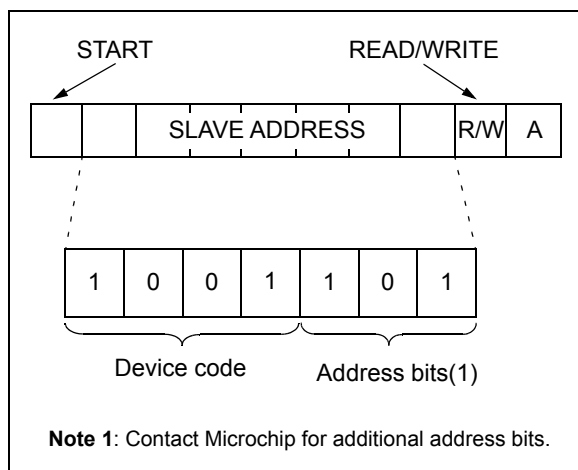 START READ/WRITE
SLAVE ADDRESS R/W A
1 0 0 1 1 0 1
Device code Address bits(1)
Note 1: Contact Microchip for additional address bits.